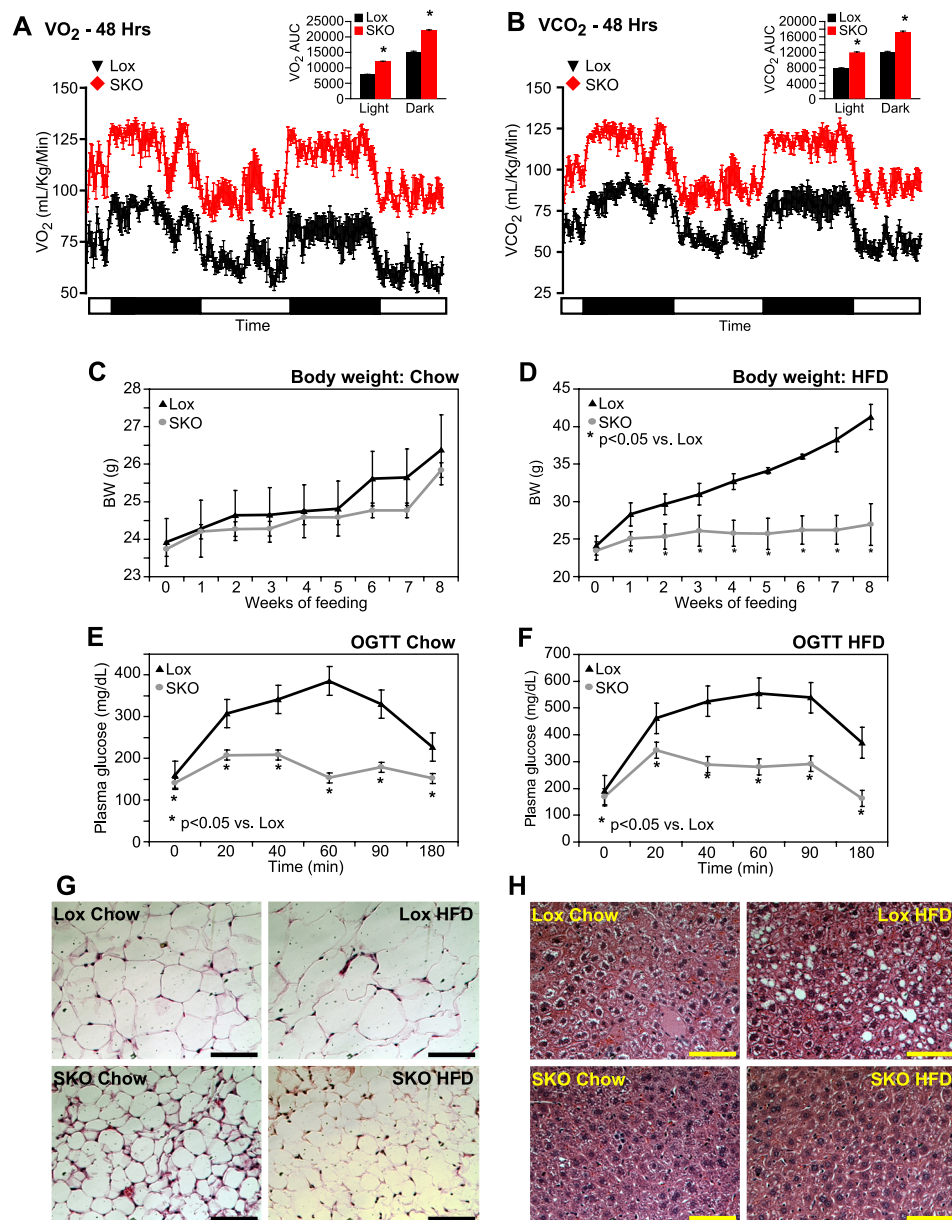 A VO2 - 48 Hrs
Lox
SKO
VO2 AUC
25000
20000
15000
10000
5000
0
Lox
SKO
*
*
Light Dark
VO2 (mL/Kg/Min)
150
125
100
75
50
Time
B VCO2 - 48 Hrs
Lox
SKO
VCO2 AUC
20000
16000
12000
8000
4000
0
Lox
SKO
*
*
Light Dark
VCO2 (mL/Kg/Min)
150
125
100
75
50
25
Time
C Body weight: Chow
Lox
SKO
BW (g)
28
27
26
25
24
23
0 1 2 3 4 5 6 7 8
Weeks of feeding
D Body weight: HFD
Lox
SKO
* p<0.05 vs. Lox
BW (g)
45
40
35
30
25
20
* * * * * * * *
0 1 2 3 4 5 6 7 8
Weeks of feeding
E OGTT Chow
Lox
SKO
Plasma glucose (mg/dL)
400
300
200
100
0
* * * * * *
* p<0.05 vs. Lox
0 20 40 60 90 180
Time (min)
F OGTT HFD
Lox
SKO
Plasma glucose (mg/dL)
700
600
500
400
300
200
100
0
* * * * *
* p<0.05 vs. Lox
0 20 40 60 90 180
Time (min)
G
Lox Chow
Lox HFD
SKO Chow
SKO HFD
H
Lox Chow
Lox HFD
SKO Chow
SKO HFD